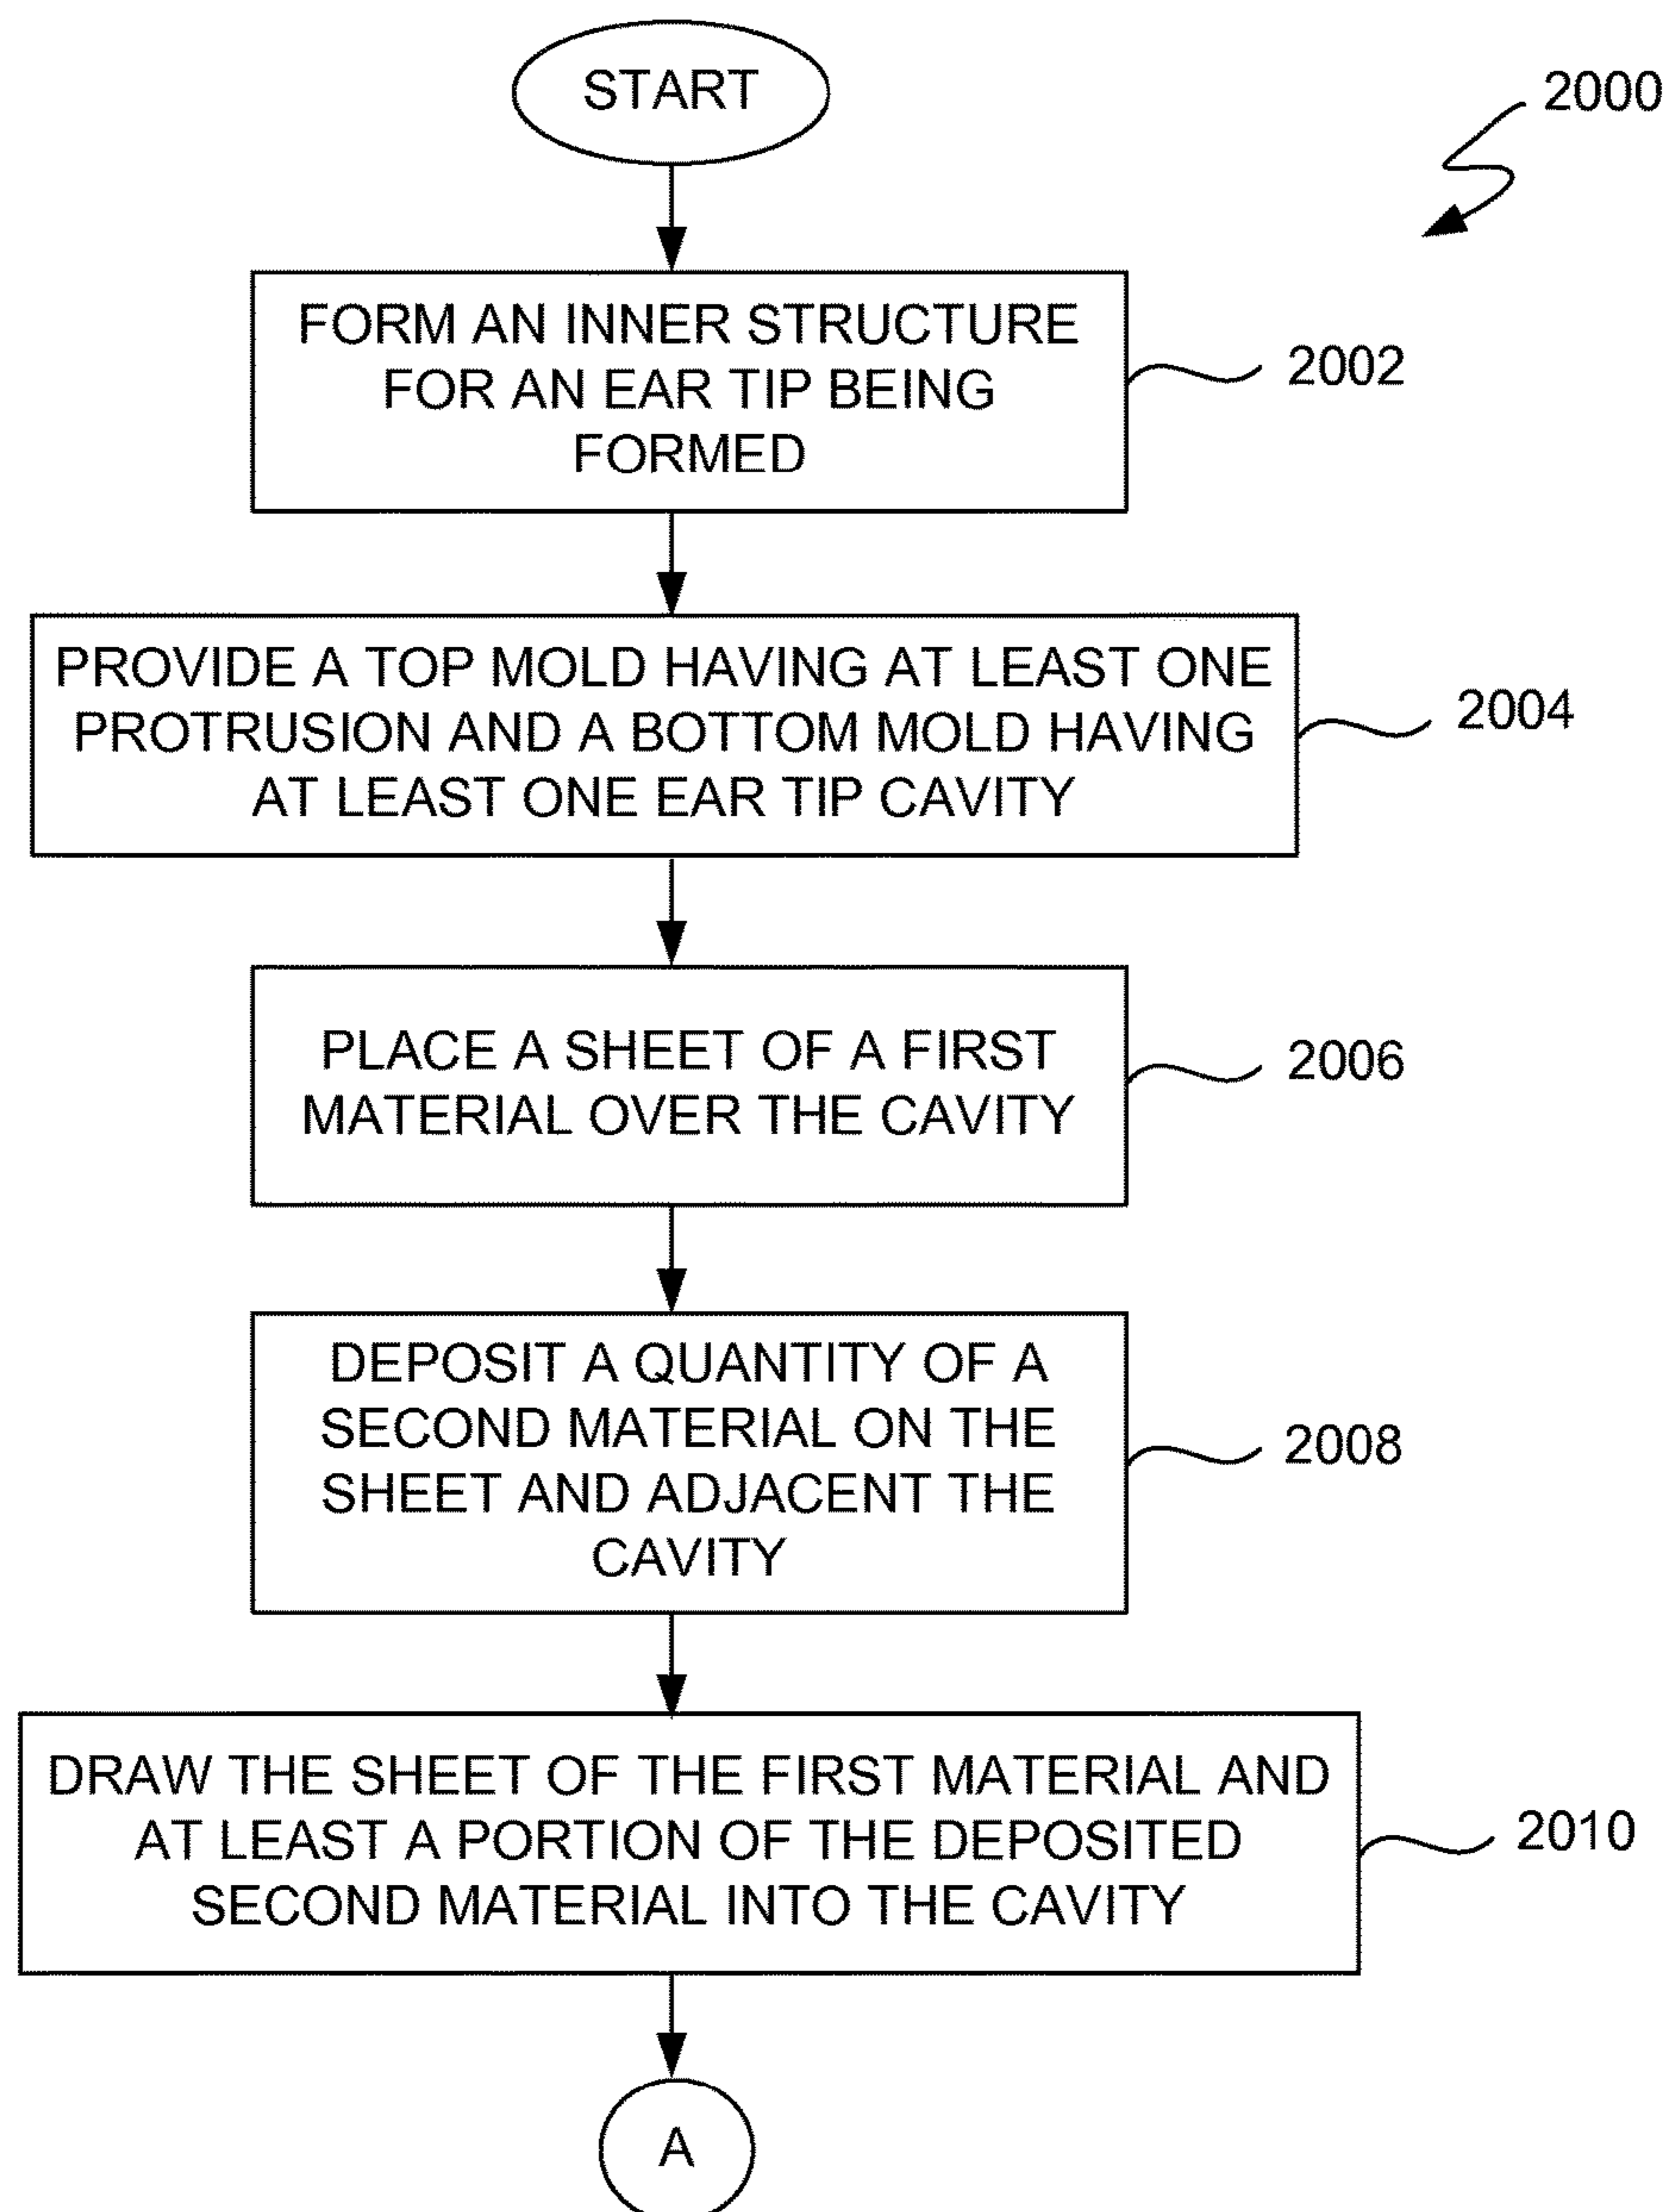 START
2000
FORM AN INNER STRUCTURE
FOR AN EAR TIP BEING
FORMED
2002
PROVIDE A TOP MOLD HAVING AT LEAST ONE
PROTRUSION AND A BOTTOM MOLD HAVING
AT LEAST ONE EAR TIP CAVITY
2004
PLACE A SHEET OF A FIRST
MATERIAL OVER THE CAVITY
2006
DEPOSIT A QUANTITY OF A
SECOND MATERIAL ON THE
SHEET AND ADJACENT THE
CAVITY
2008
DRAW THE SHEET OF THE FIRST MATERIAL AND
AT LEAST A PORTION OF THE DEPOSITED
SECOND MATERIAL INTO THE CAVITY
2010
A